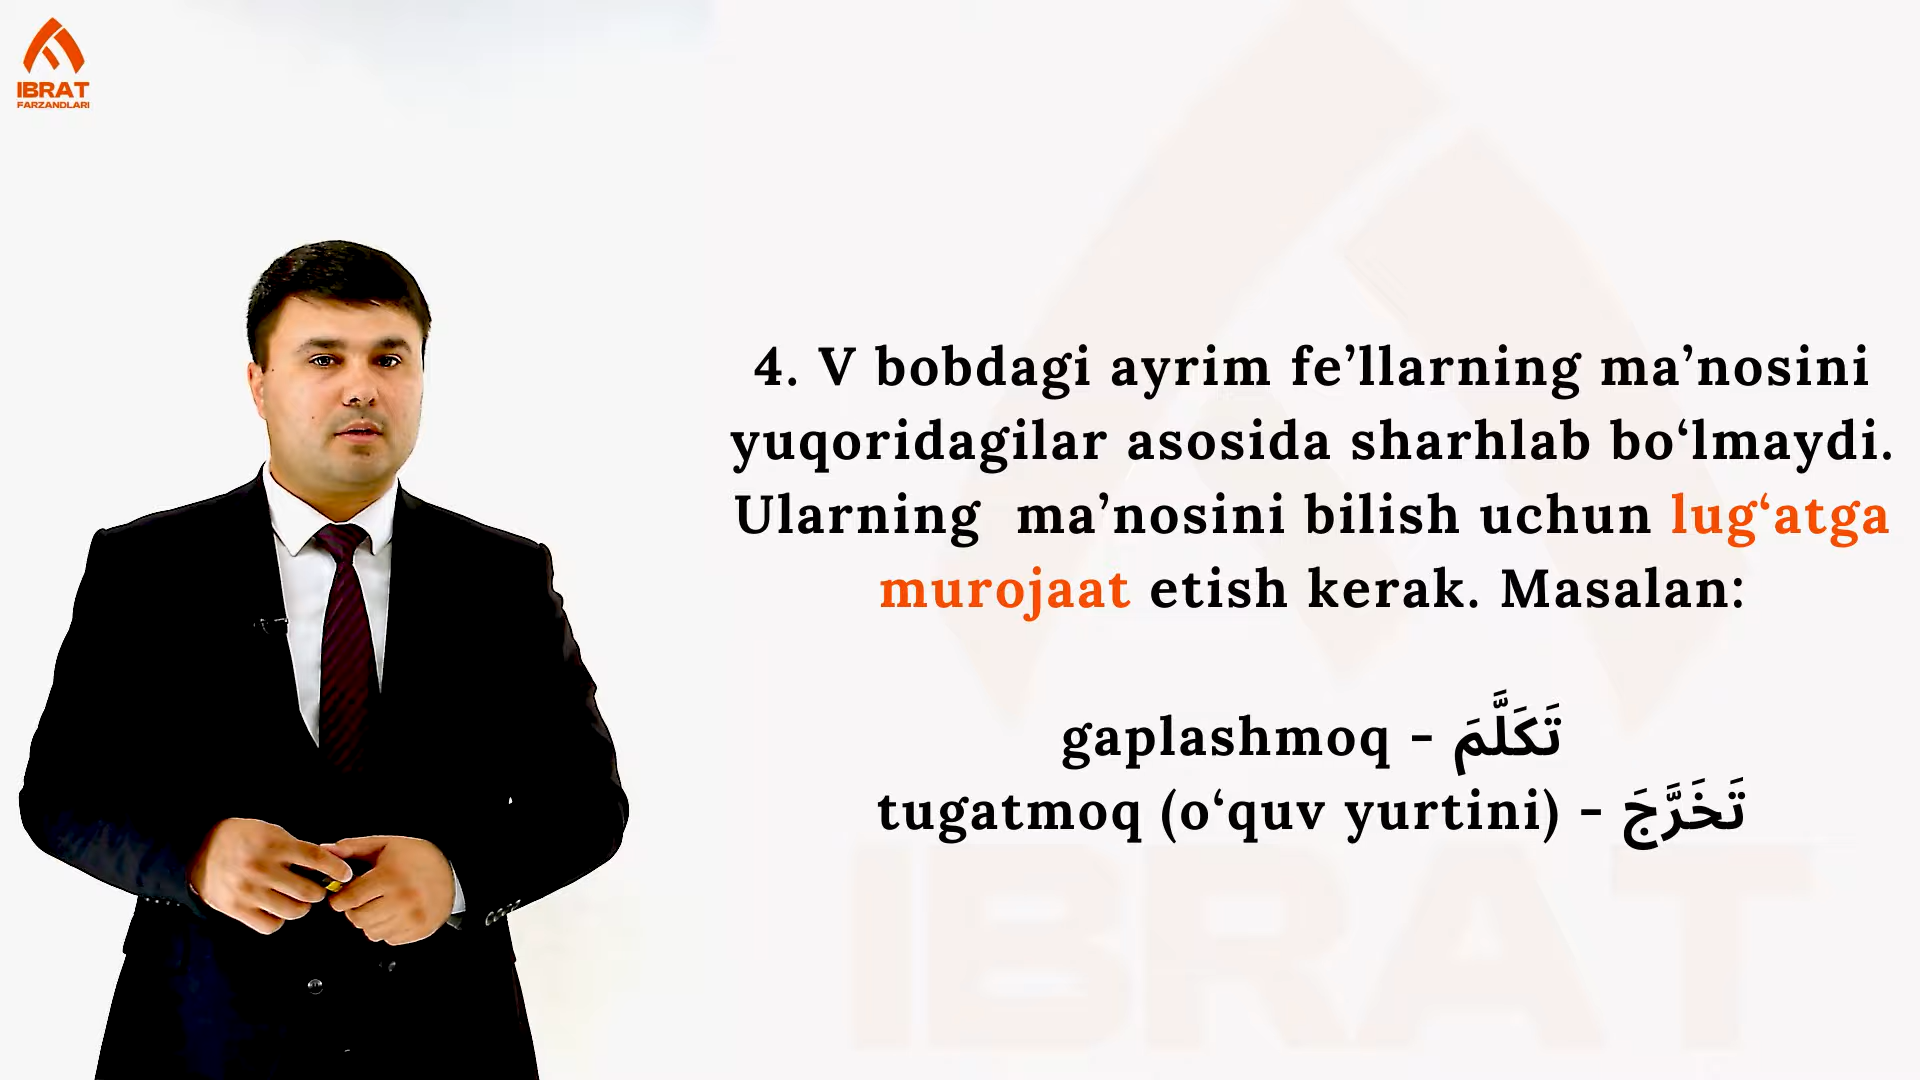 IBRAT
FARZANDLARI
4. V bobdagi ayrim fe’llarning ma’nosini
yuqoridagilar asosida sharhlab bo‘lmaydi.
Ularning ma’nosini bilish uchun lug‘atga
murojaat etish kerak. Masalan:
gaplashmoq - تَكَلَّمَ
tugatmoq (o‘quv yurtini) - تَخَرَّجَ
IBRAT